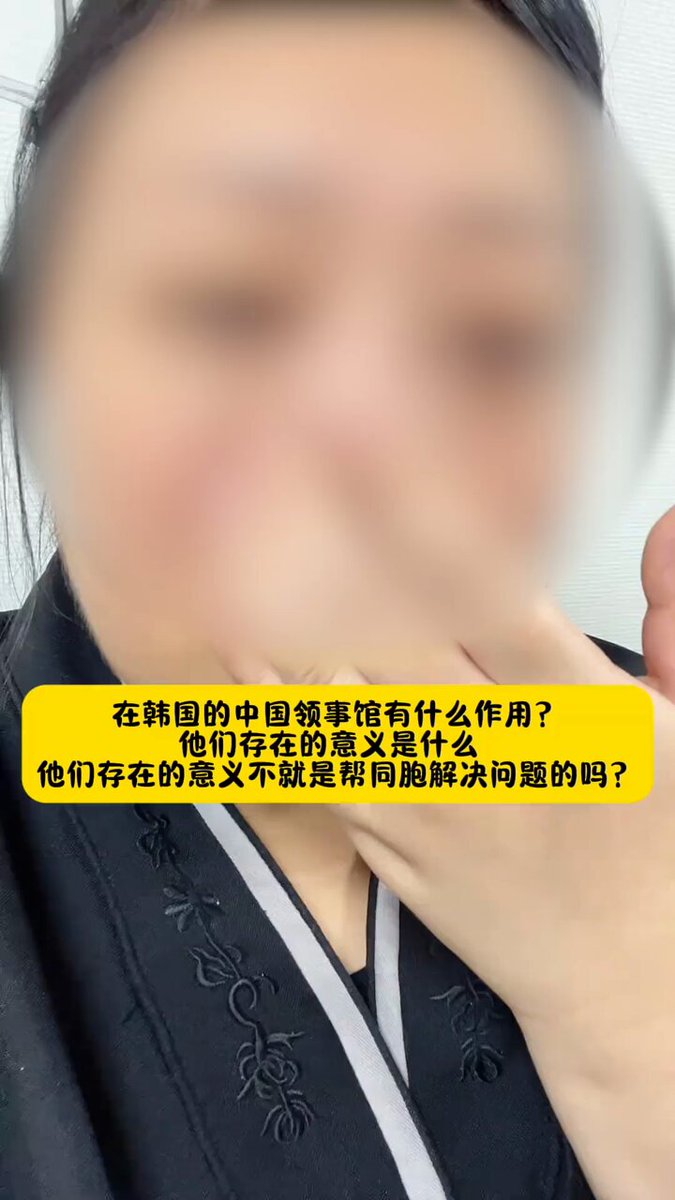 在韩国的中国领事馆有什么作用？
他们存在的意义是什么
他们存在的意义不就是帮同胞解决问题的吗？